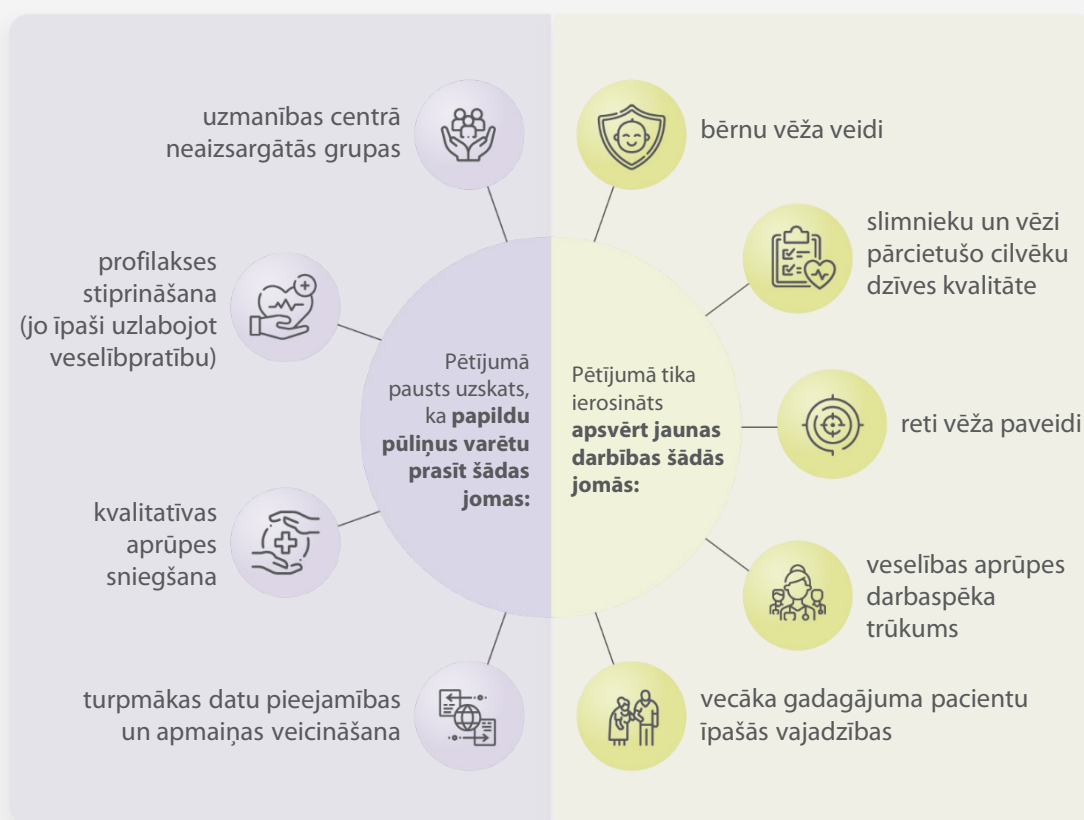 uzmanības centrā
neaizsargātās grupas
profilakses
stiprināšana
(jo īpaši uzlabojot
veselībpratību)
kvalitatīvas
aprūpes
sniegšana
turpmākas datu pieejamības
un apmaiņas veicināšana
Pētījumā
pausts uzskats,
ka papildu
pūliņus varētu
prasīt šādas
jomas:
Pētījumā tika
ierosināts
apsvērt jaunas
darbības šādās
jomās:
bērnu vēža veidi
slimnieku un vēzi
pārcietušo cilvēku
dzīves kvalitāte
reti vēža paveidi
veselības aprūpes
darbaspēka
trūkums
vecāka gadagājuma pacientu
īpašās vajadzības